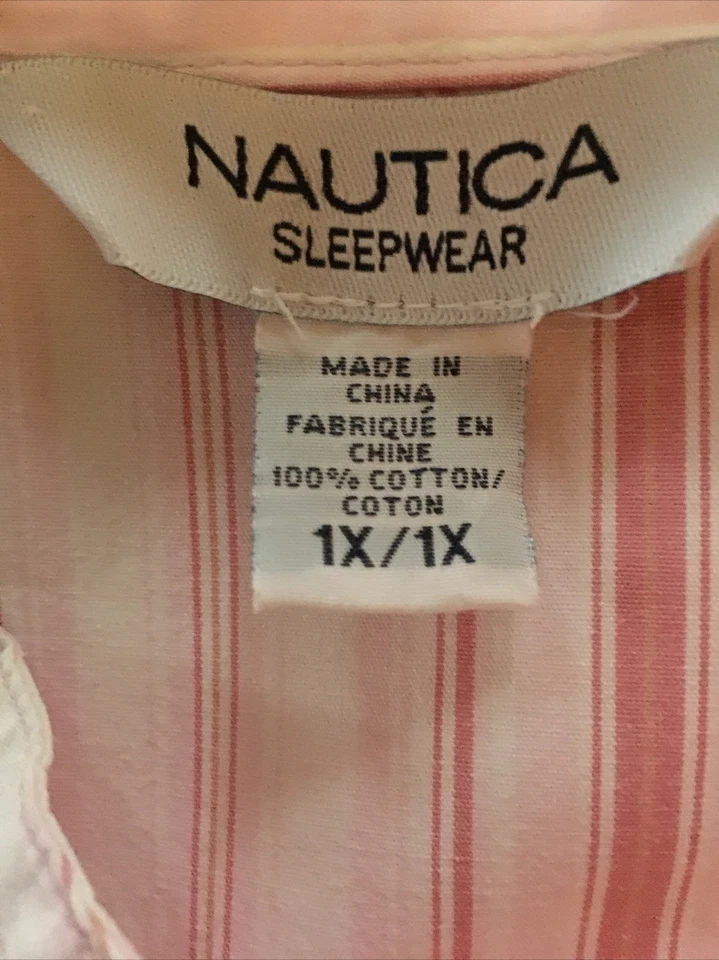 NAUTICA
SLEEPWEAR
MADE IN
CHINA
FABRIQUÉ EN
CHINE
100% COTTON/
COTON
1X/1X